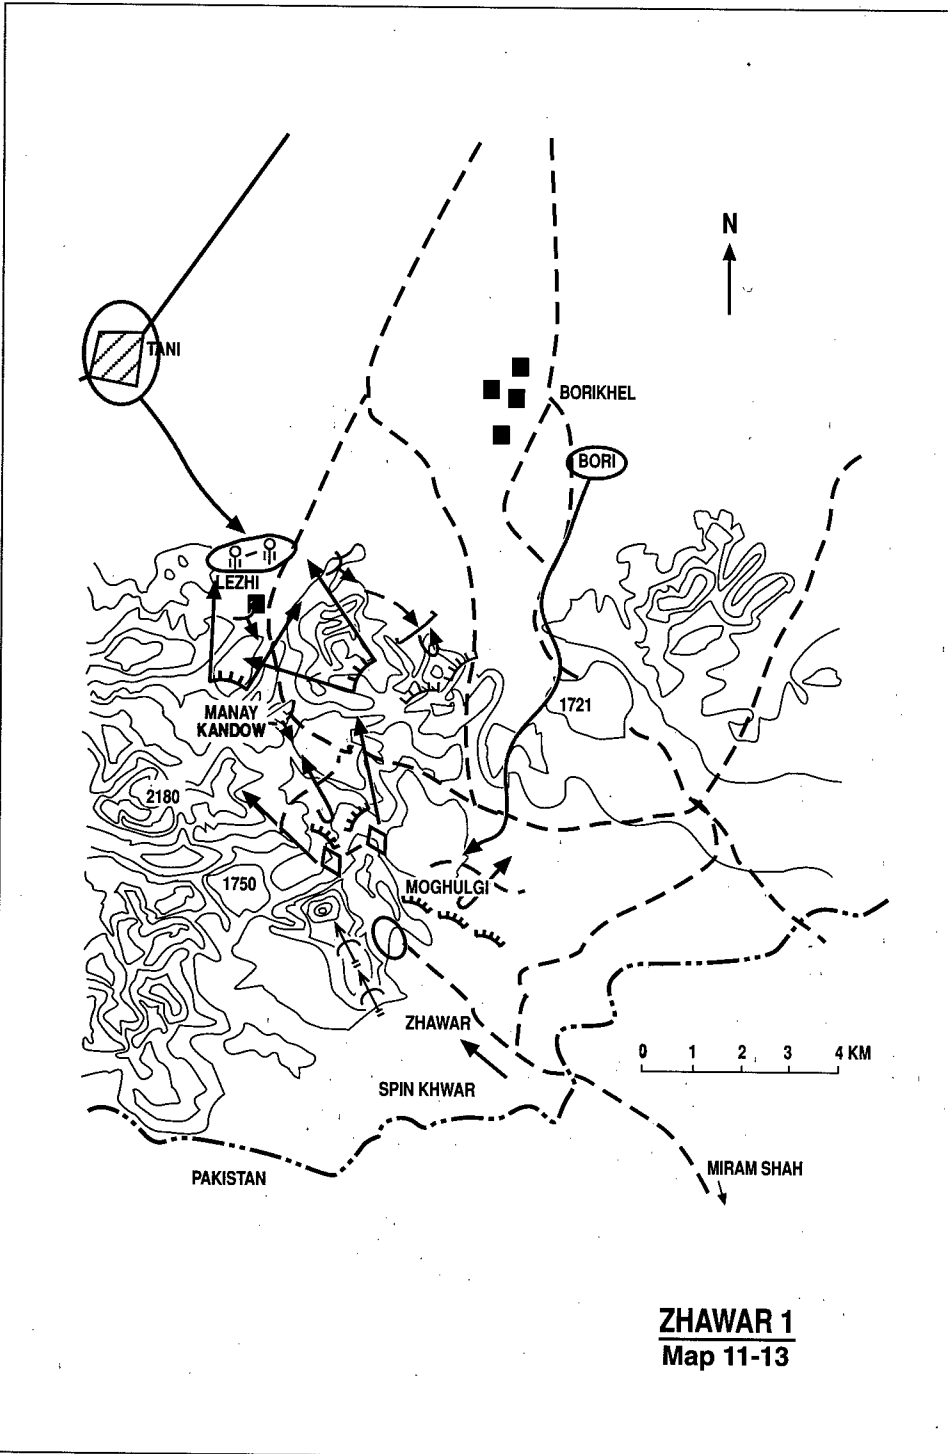 N
TANI
BORIKHEL
BORI
LEZHI
1721
MANAY
KANDOW
2180
1750
MOGHULGI
ZHAWAR
0 1 2 3 4 KM
SPIN KHWAR
MIRAM SHAH
PAKISTAN
ZHAWAR 1
Map 11-13